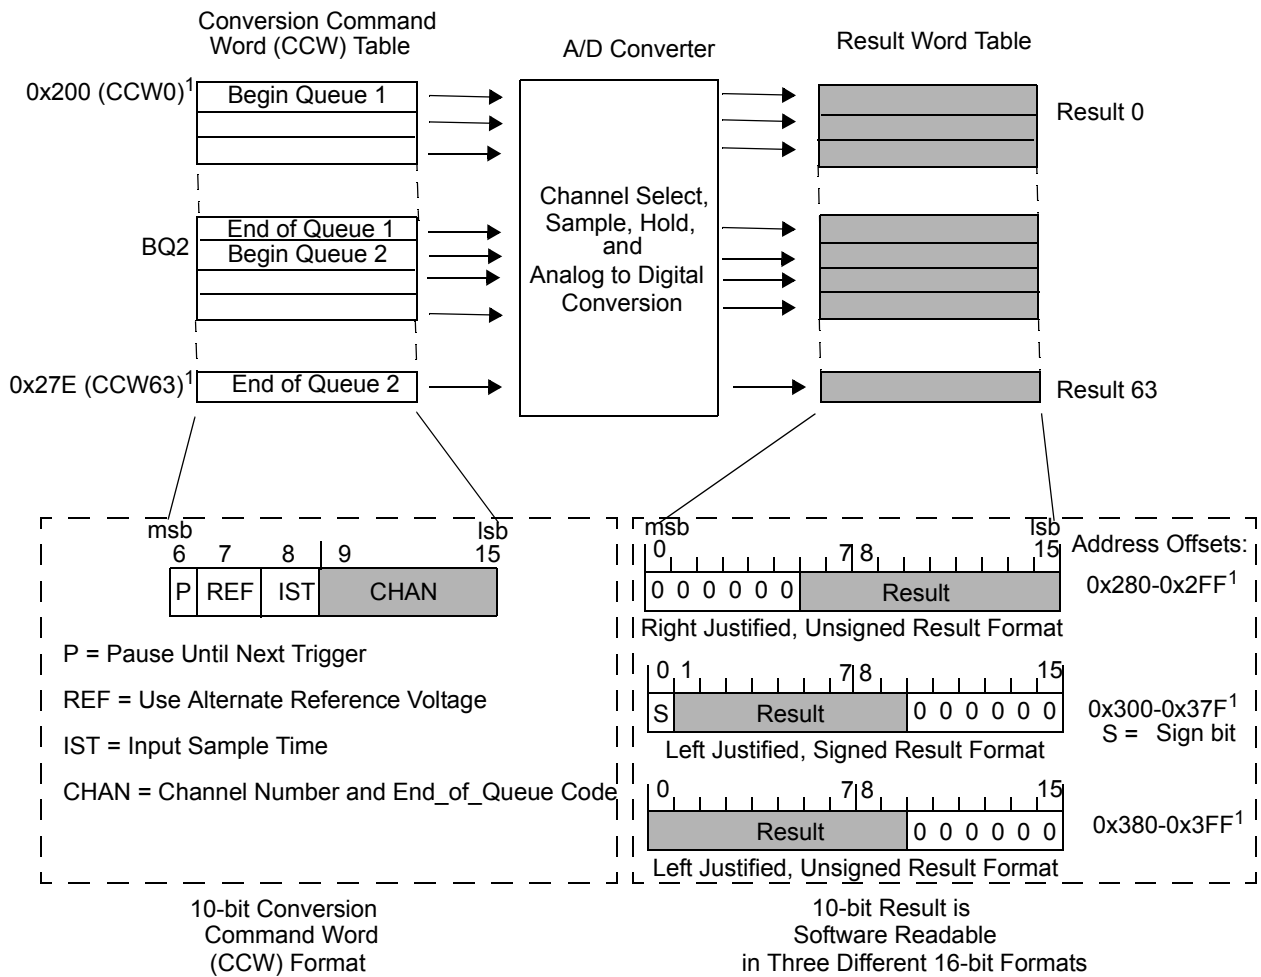 Conversion Command
Word (CCW) Table
A/D Converter
Result Word Table
0x200 (CCW0)1
Begin Queue 1
Result 0
Channel Select,
Sample, Hold,
and
Analog to Digital
Conversion
End of Queue 1
BQ2
Begin Queue 2
0x27E (CCW63)1
End of Queue 2
Result 63
msb
lsb
6 7 8 9 15
P REF IST CHAN
P = Pause Until Next Trigger
REF = Use Alternate Reference Voltage
IST = Input Sample Time
CHAN = Channel Number and End_of_Queue Code
10-bit Conversion
Command Word
(CCW) Format
msb
lsb
0 7 8 15
Address Offsets:
0 0 0 0 0 0 Result
0x280-0x2FF1
Right Justified, Unsigned Result Format
0 1 7 8 15
S Result 0 0 0 0 0 0
0x300-0x37F1
S = Sign bit
Left Justified, Signed Result Format
0 7 8 15
Result 0 0 0 0 0 0
0x380-0x3FF1
Left Justified, Unsigned Result Format
10-bit Result is
Software Readable
in Three Different 16-bit Formats